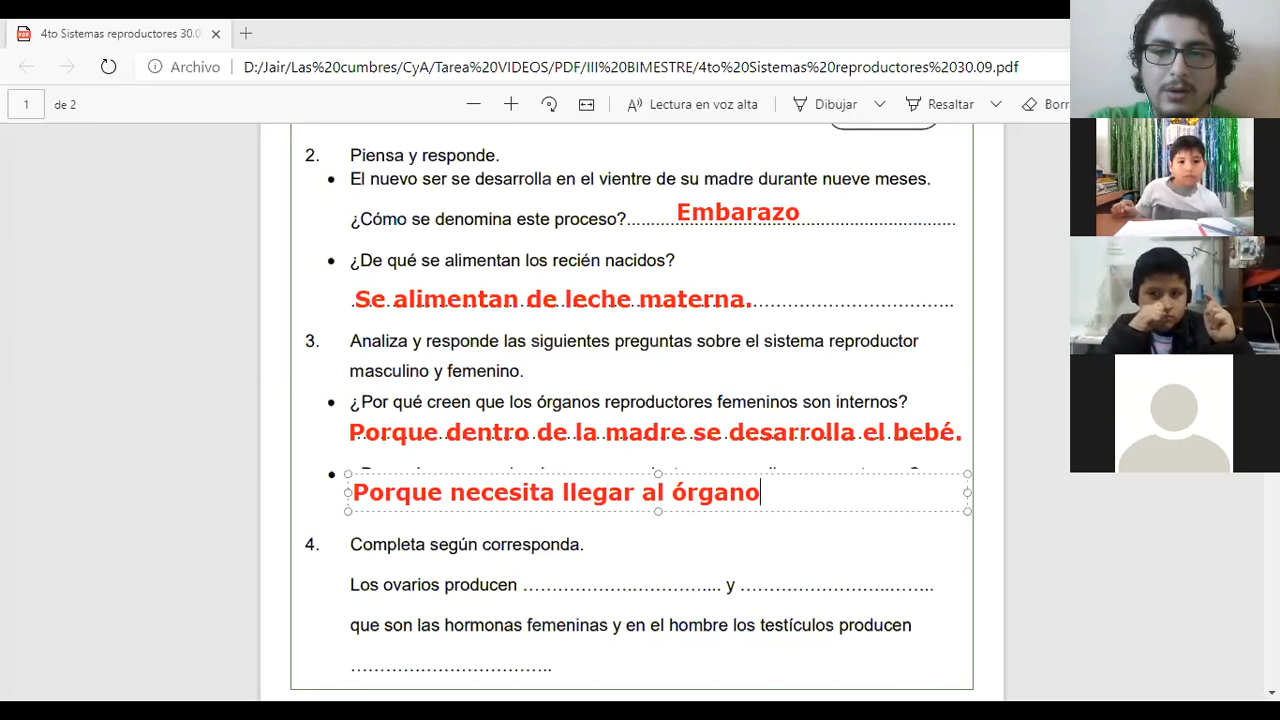 4to Sistemas reproductores 30.0
Archivo D:/Jair/Las%20cumbres/CyA/Tarea%20VIDEOS/PDF/III%20BIMESTRE/4to%20Sistemas%20reproductores%2030.09.pdf
1 de 2 Lectura en voz alta Dibujar Resaltar Borr
2. Piensa y responde.
• El nuevo ser se desarrolla en el vientre de su madre durante nueve meses.
¿Cómo se denomina este proceso?...... Embarazo ......
• ¿De qué se alimentan los recién nacidos?
Se alimentan de leche materna. ......
3. Analiza y responde las siguientes preguntas sobre el sistema reproductor
masculino y femenino.
• ¿Por qué creen que los órganos reproductores femeninos son internos?
Porque dentro de la madre se desarrolla el bebé.
Porque necesita llegar al órgano
4. Completa según corresponda.
Los ovarios producen ………………..………….... y ……………………..……..
que son las hormonas femeninas y en el hombre los testículos producen
……………………………..